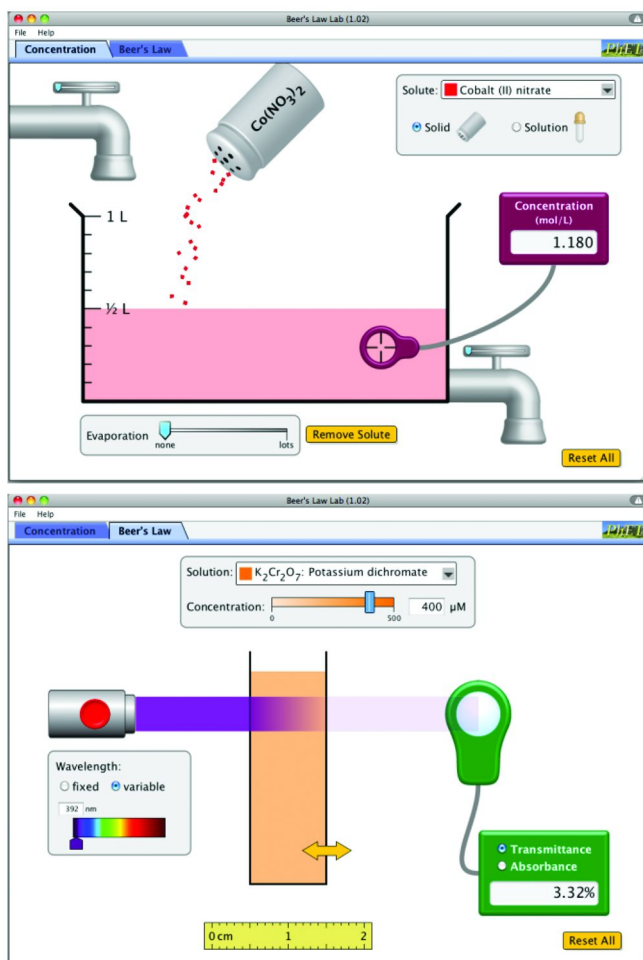 Beer's Law Lab (1.02)
File Help
Concentration Beer's Law
PhET
Solute: Cobalt (II) nitrate
Solid Solution
Co(NO3)2
Concentration
(mol/L)
1.180
1 L
½ L
Evaporation
none lots
Remove Solute
Reset All
Beer's Law Lab (1.02)
File Help
Concentration Beer's Law
PhET
Solution: K2Cr2O7: Potassium dichromate
Concentration: 400 µM
0 500
Wavelength:
fixed variable
392 nm
Transmittance
Absorbance
3.32%
0 cm 1 2
Reset All